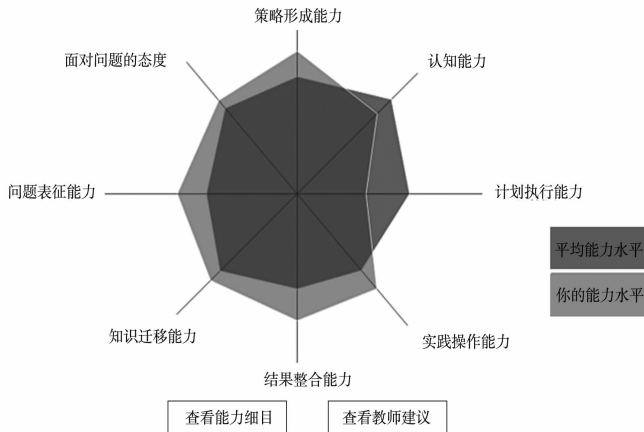 策略形成能力
面对问题的态度
认知能力
问题表征能力
计划执行能力
平均能力水平
你的能力水平
知识迁移能力
实践操作能力
结果整合能力
查看能力细目
查看教师建议